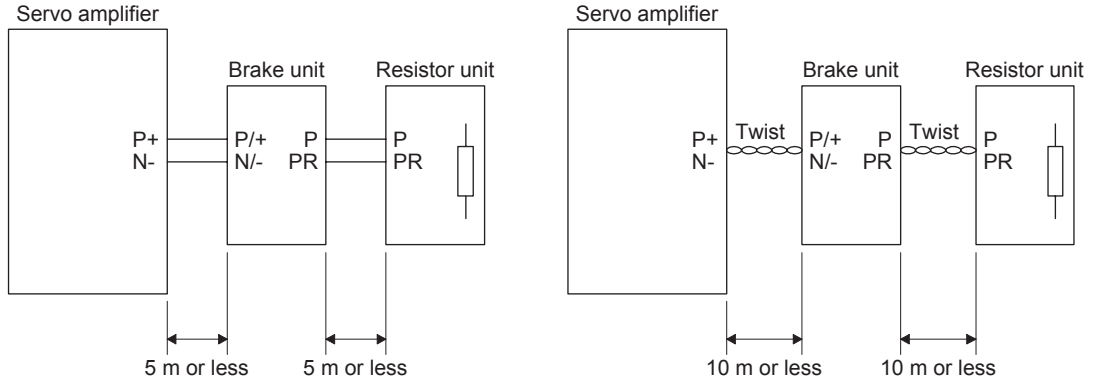 Servo amplifier
Brake unit
Resistor unit
P+
N-
P/+
N/-
P
PR
P
PR
5 m or less
5 m or less
Servo amplifier
Brake unit
Resistor unit
P+
N-
Twist
P/+
N/-
P
PR
Twist
P
PR
10 m or less
10 m or less